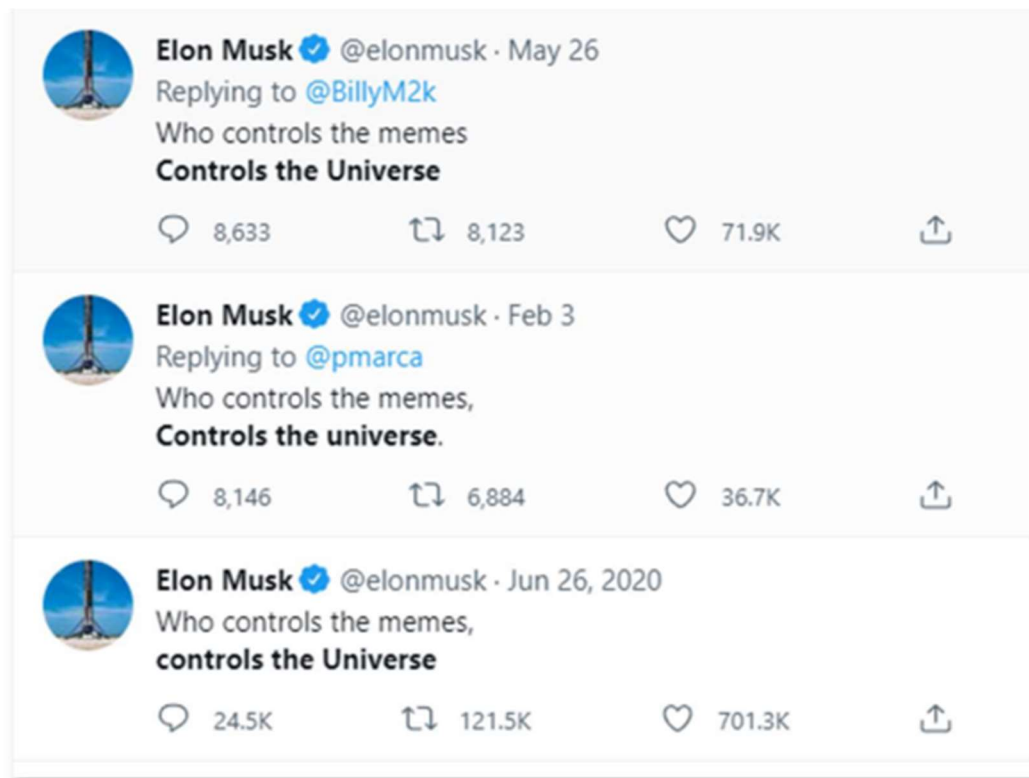 Elon Musk @elonmusk · May 26
Replying to @BillyM2k
Who controls the memes
Controls the Universe
8,633 8,123 71.9K
Elon Musk @elonmusk · Feb 3
Replying to @pmarca
Who controls the memes,
Controls the universe.
8,146 6,884 36.7K
Elon Musk @elonmusk · Jun 26, 2020
Who controls the memes,
controls the Universe
24.5K 121.5K 701.3K